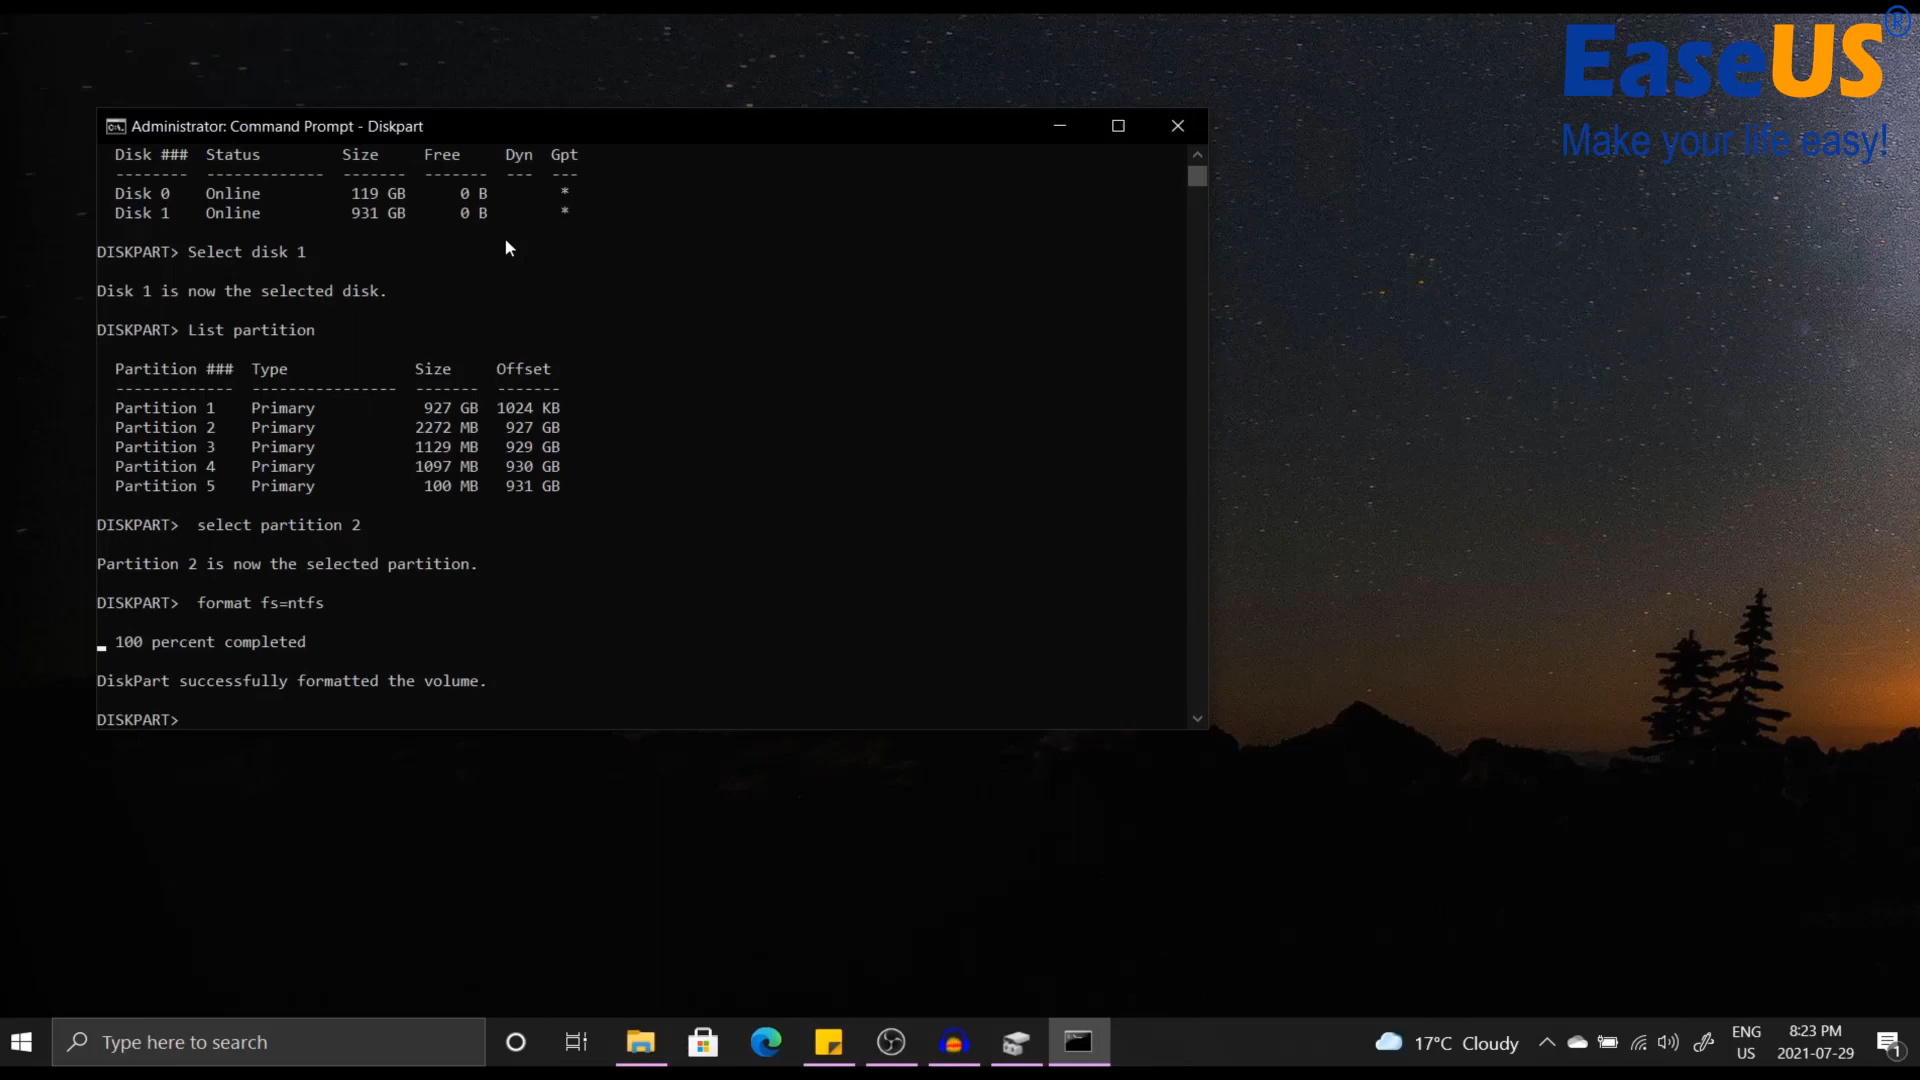 EaseUS®
Make your life easy!
Administrator: Command Prompt - Diskpart
Disk ###  Status         Size     Free     Dyn  Gpt
--------  -------------  -------  -------  ---  ---
Disk 0    Online          119 GB      0 B        *
Disk 1    Online          931 GB      0 B        *
DISKPART> Select disk 1
Disk 1 is now the selected disk.
DISKPART> List partition
Partition ###  Type              Size     Offset
-------------  ----------------  -------  -------
Partition 1    Primary            927 GB  1024 KB
Partition 2    Primary           2272 MB   927 GB
Partition 3    Primary           1129 MB   929 GB
Partition 4    Primary           1097 MB   930 GB
Partition 5    Primary            100 MB   931 GB
DISKPART>  select partition 2
Partition 2 is now the selected partition.
DISKPART>  format fs=ntfs
100 percent completed
DiskPart successfully formatted the volume.
DISKPART>
Type here to search
17°C Cloudy
ENG
US
8:23 PM
2021-07-29
1